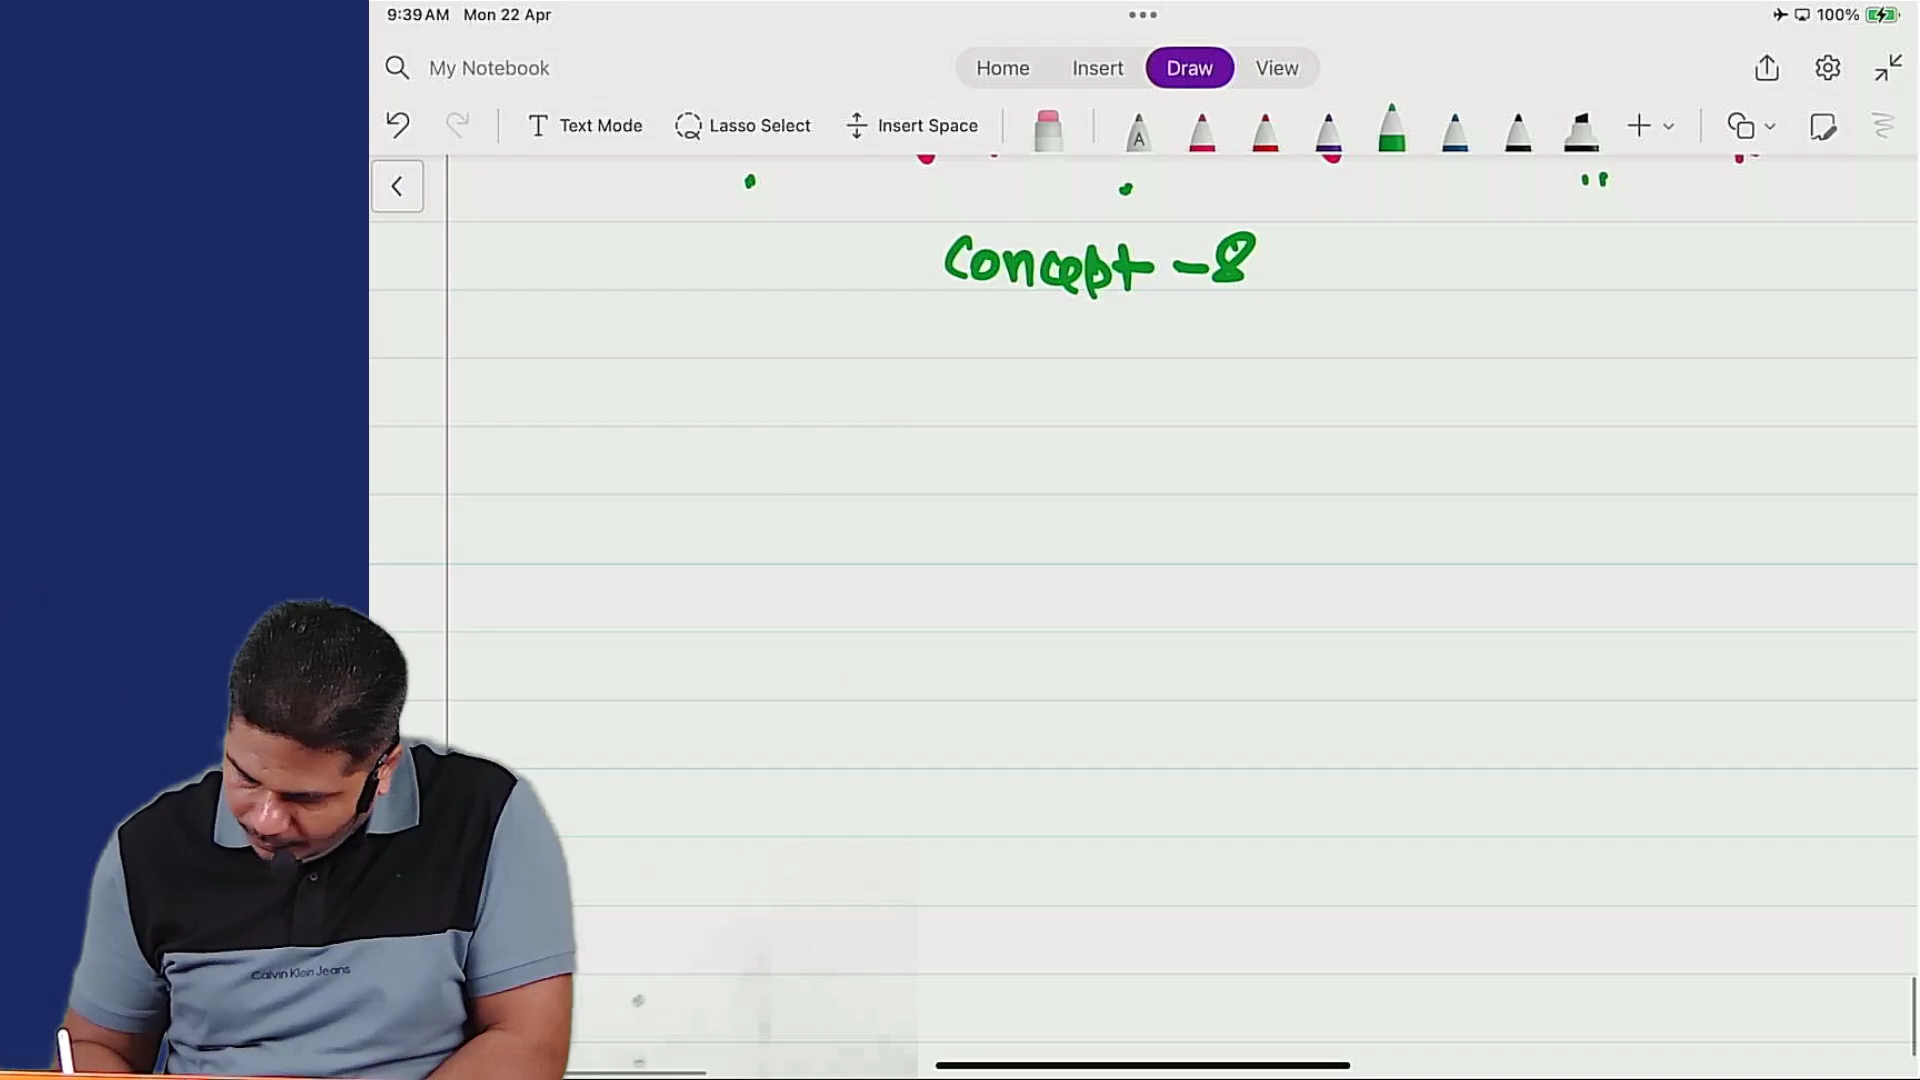 9:39 AM Mon 22 Apr
100%
My Notebook
Home Insert Draw View
Text Mode Lasso Select Insert Space
A
Concept - 8
Calvin Klein Jeans